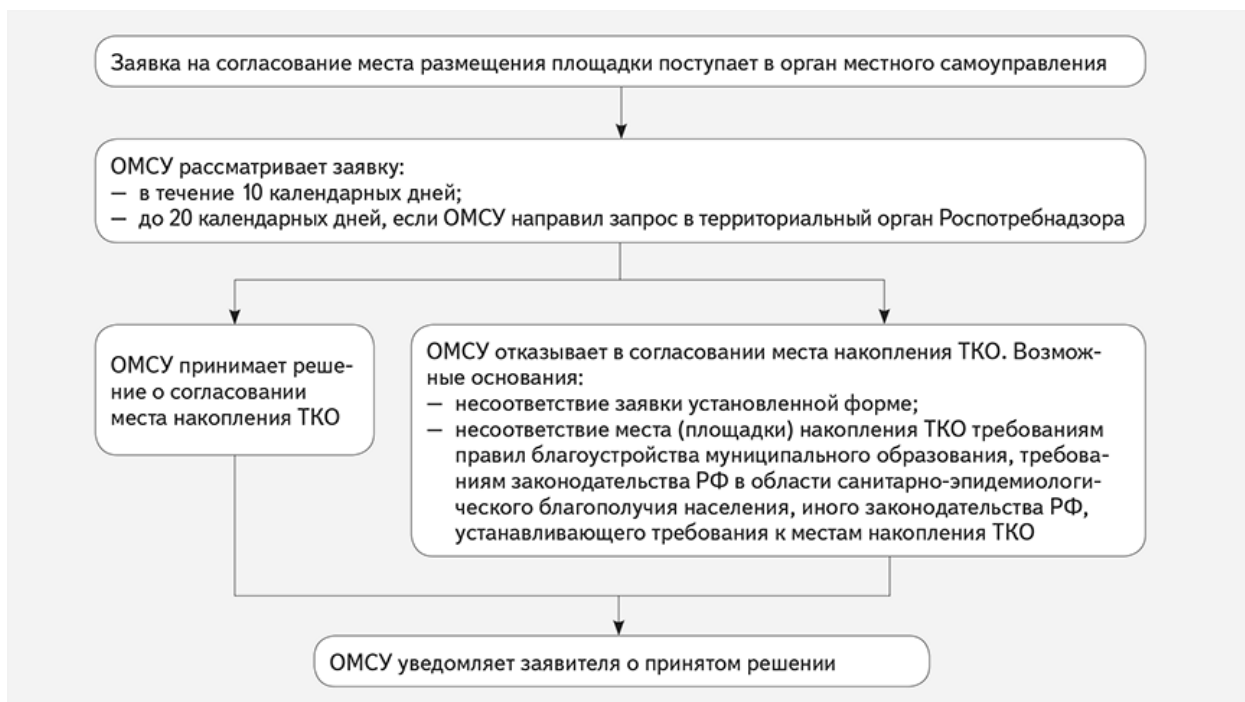 Заявка на согласование места размещения площадки поступает в орган местного самоуправления
ОМСУ рассматривает заявку:
— в течение 10 календарных дней;
— до 20 календарных дней, если ОМСУ направил запрос в территориальный орган Роспотребнадзора
ОМСУ принимает реше-
ние о согласовании
места накопления ТКО
ОМСУ отказывает в согласовании места накопления ТКО. Возмож-
ные основания:
— несоответствие заявки установленной форме;
— несоответствие места (площадки) накопления ТКО требованиям
правил благоустройства муниципального образования, требова-
ниям законодательства РФ в области санитарно-эпидемиологи-
ческого благополучия населения, иного законодательства РФ,
устанавливающего требования к местам накопления ТКО
ОМСУ уведомляет заявителя о принятом решении